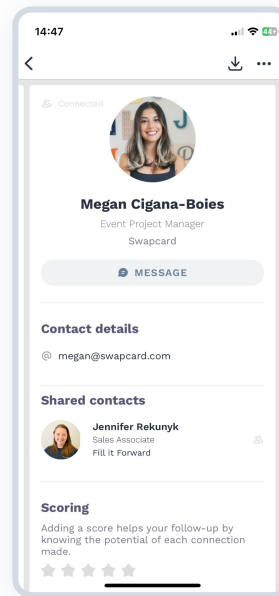 14:47
Connected
Megan Cigana-Boies
Event Project Manager
Swapcard
MESSAGE
Contact details
@ megan@swapcard.com
Shared contacts
Jennifer Rekunyk
Sales Associate
Fill it Forward
Scoring
Adding a score helps your follow-up by
knowing the potential of each connection
made.